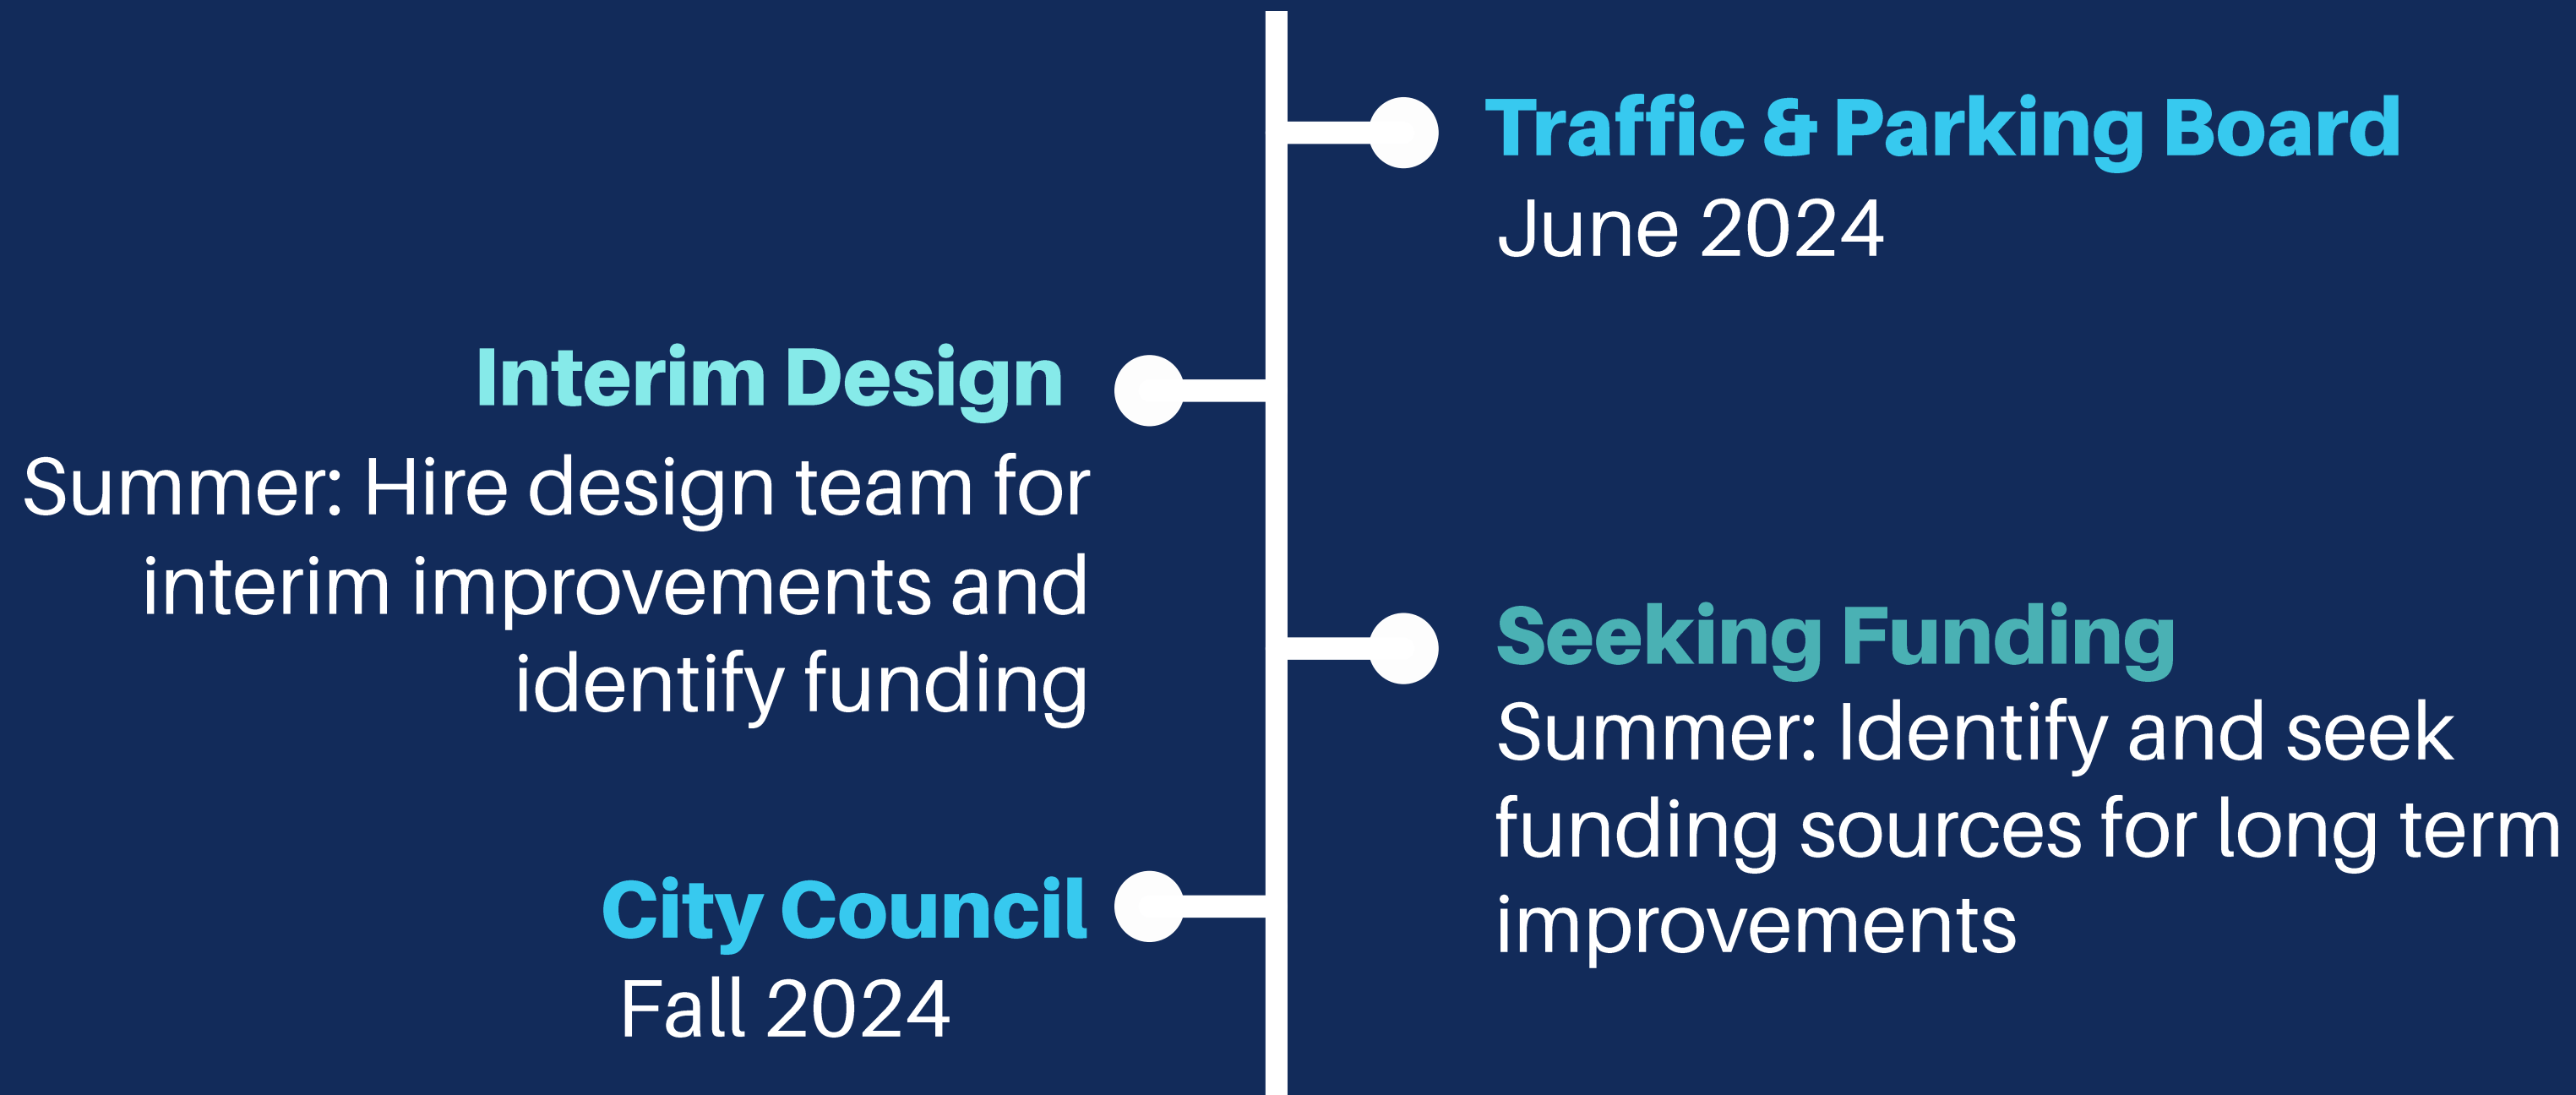 Traffic & Parking Board
June 2024
Interim Design
Summer: Hire design team for
interim improvements and
identify funding
Seeking Funding
Summer: Identify and seek
funding sources for long term
improvements
City Council
Fall 2024